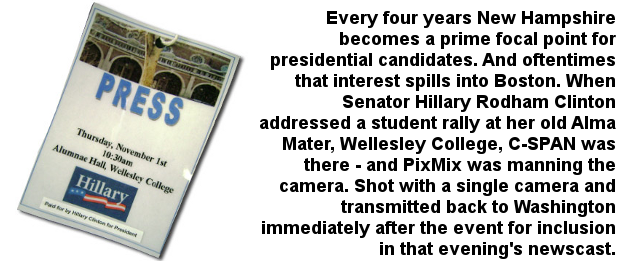 PRESS
Thursday, November 1st
10:30am
Alumnae Hall, Wellesley College
Hillary
Paid for by Hillary Clinton for President
Every four years New Hampshire
becomes a prime focal point for
presidential candidates. And oftentimes
that interest spills into Boston. When
Senator Hillary Rodham Clinton
addressed a student rally at her old Alma
Mater, Wellesley College, C-SPAN was
there - and PixMix was manning the
camera. Shot with a single camera and
transmitted back to Washington
immediately after the event for inclusion
in that evening's newscast.